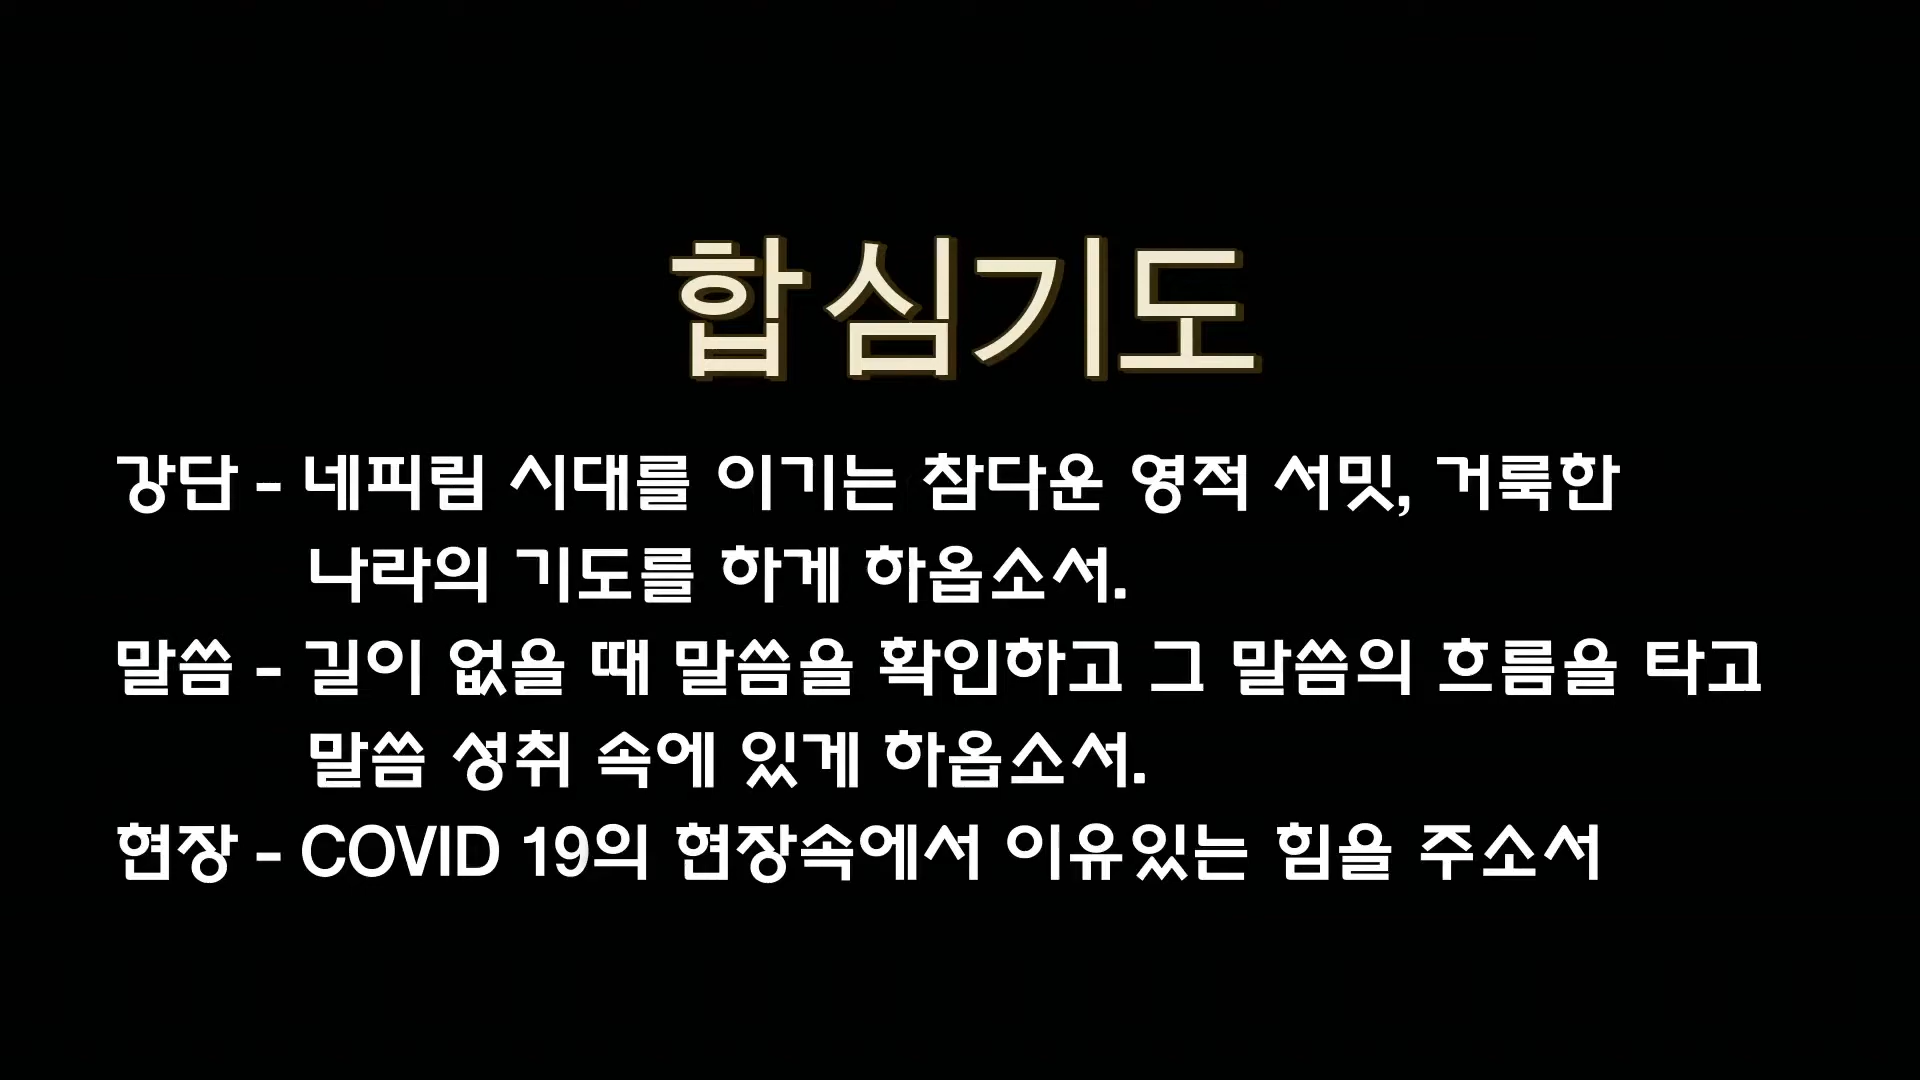 합심기도
강단 - 네피림 시대를 이기는 참다운 영적 서밋, 거룩한
나라의 기도를 하게 하옵소서.
말씀 - 길이 없을 때 말씀을 확인하고 그 말씀의 흐름을 타고
말씀 성취 속에 있게 하옵소서.
현장 - COVID 19의 현장속에서 이유있는 힘을 주소서